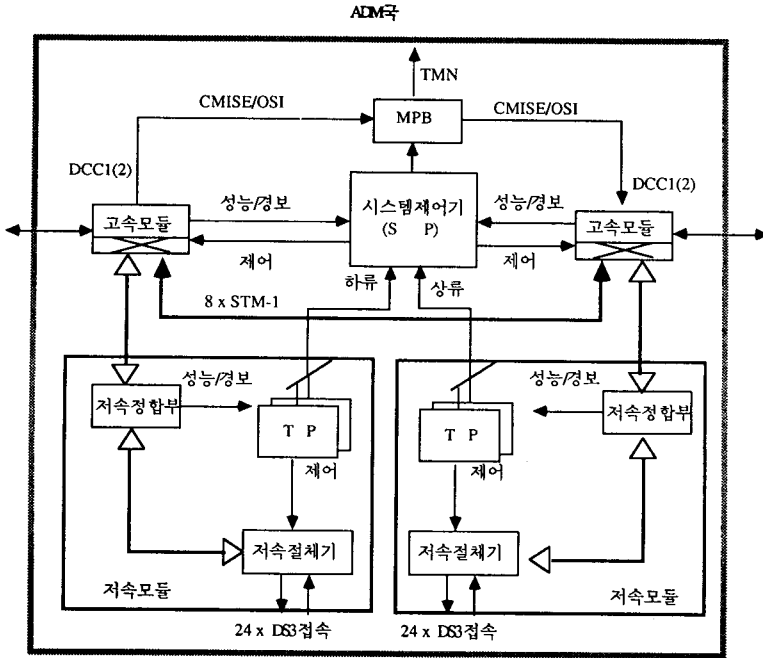 ADM국
TMN
CMISE/OSI
MPB
CMISE/OSI
DCC1(2)
DCC1(2)
고속모듈
성능/경보
시스템제어기
(S P)
성능/경보
고속모듈
제어
제어
하류
상류
8 x STM-1
성능/경보
성능/경보
저속정합부
T P
T P
저속정합부
제어
제어
저속절체기
저속절체기
저속모듈
저속모듈
24 x DS3접속
24 x DS3접속